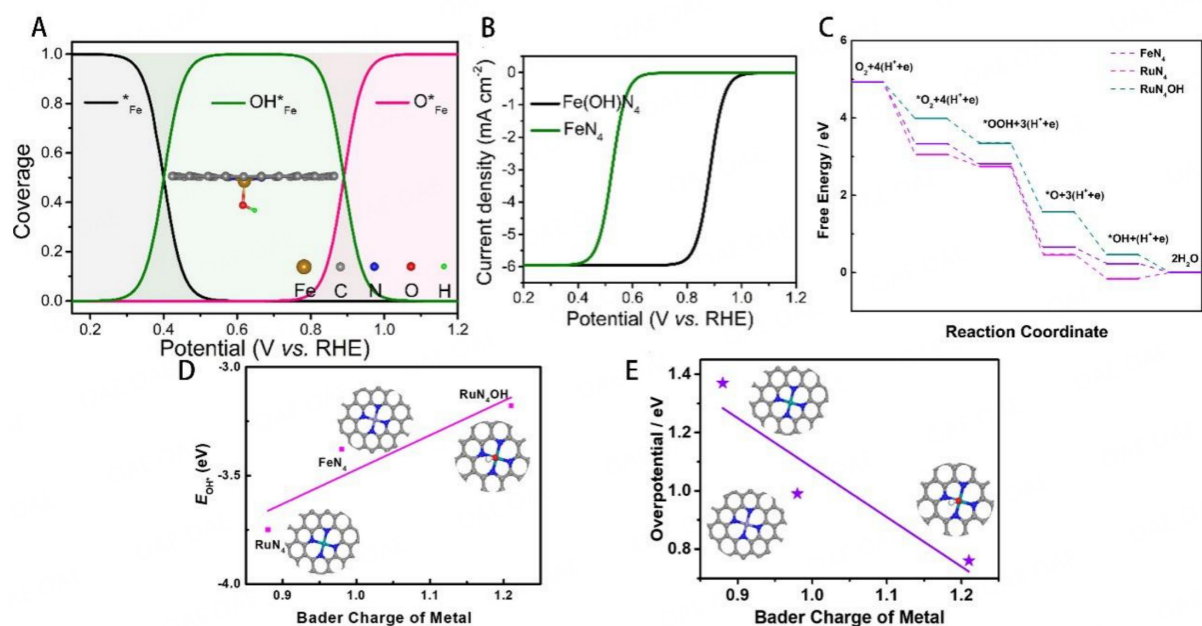 A
Coverage
1.0
0.8
0.6
0.4
0.2
0.0
*Fe
OH*Fe
O*Fe
Fe C N O H
0.2 0.4 0.6 0.8 1.0 1.2
Potential (V vs. RHE)
B
Current density (mA cm-2)
0
-1
-2
-3
-4
-5
-6
Fe(OH)N4
FeN4
0.2 0.4 0.6 0.8 1.0 1.2
Potential (V vs. RHE)
C
Free Energy / eV
6
4
2
0
FeN4
RuN4
RuN4OH
O2+4(H++e)
*O2+4(H++e)
*OOH+3(H++e)
*O+3(H++e)
*OH+(H++e)
2H2O
Reaction Coordinate
D
EOH* (eV)
-3.0
-3.5
-4.0
RuN4OH
FeN4
RuN4
0.9 1.0 1.1 1.2
Bader Charge of Metal
E
Overpotential / eV
1.4
1.2
1.0
0.8
0.9 1.0 1.1 1.2
Bader Charge of Metal